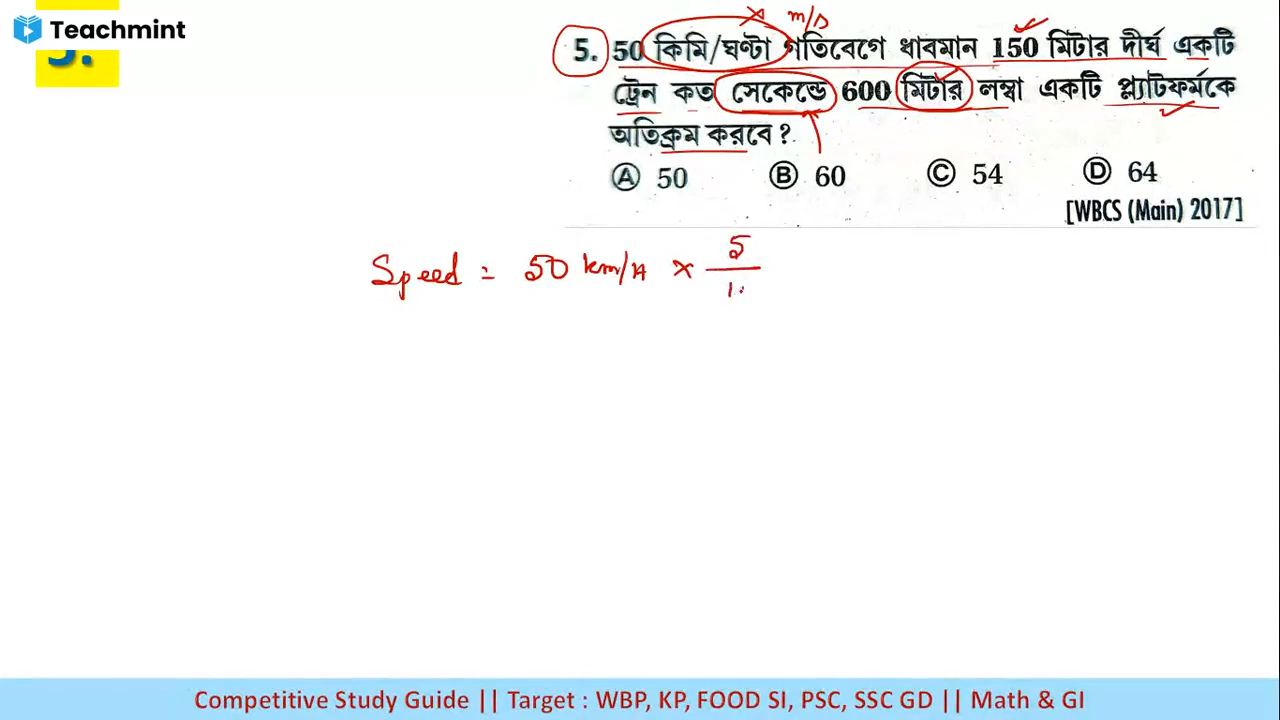 Teachmint
5.
5. 50 কিমি/ঘণ্টা গতিবেগে ধাবমান 150 মিটার দীর্ঘ একটি
m/s
ট্রেন কত সেকেন্ডে 600 মিটার লম্বা একটি প্ল্যাটফর্মকে
অতিক্রম করবে ?
Ⓐ 50 Ⓑ 60 Ⓒ 54 Ⓓ 64
[WBCS (Main) 2017]
Speed = 50 km/h × 5
Competitive Study Guide || Target : WBP, KP, FOOD SI, PSC, SSC GD || Math & GI